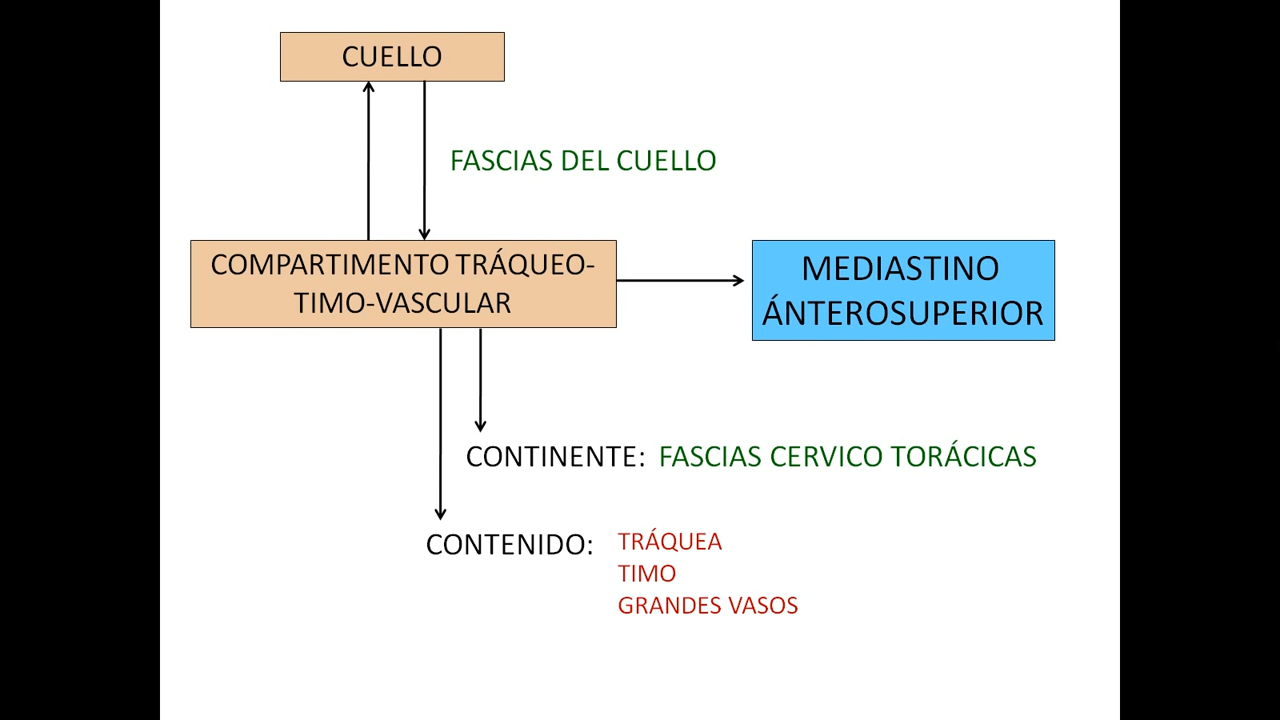 CUELLO
FASCIAS DEL CUELLO
COMPARTIMENTO TRÁQUEO-
TIMO-VASCULAR
MEDIASTINO
ÁNTEROSUPERIOR
CONTINENTE: FASCIAS CERVICO TORÁCICAS
CONTENIDO: TRÁQUEA
TIMO
GRANDES VASOS